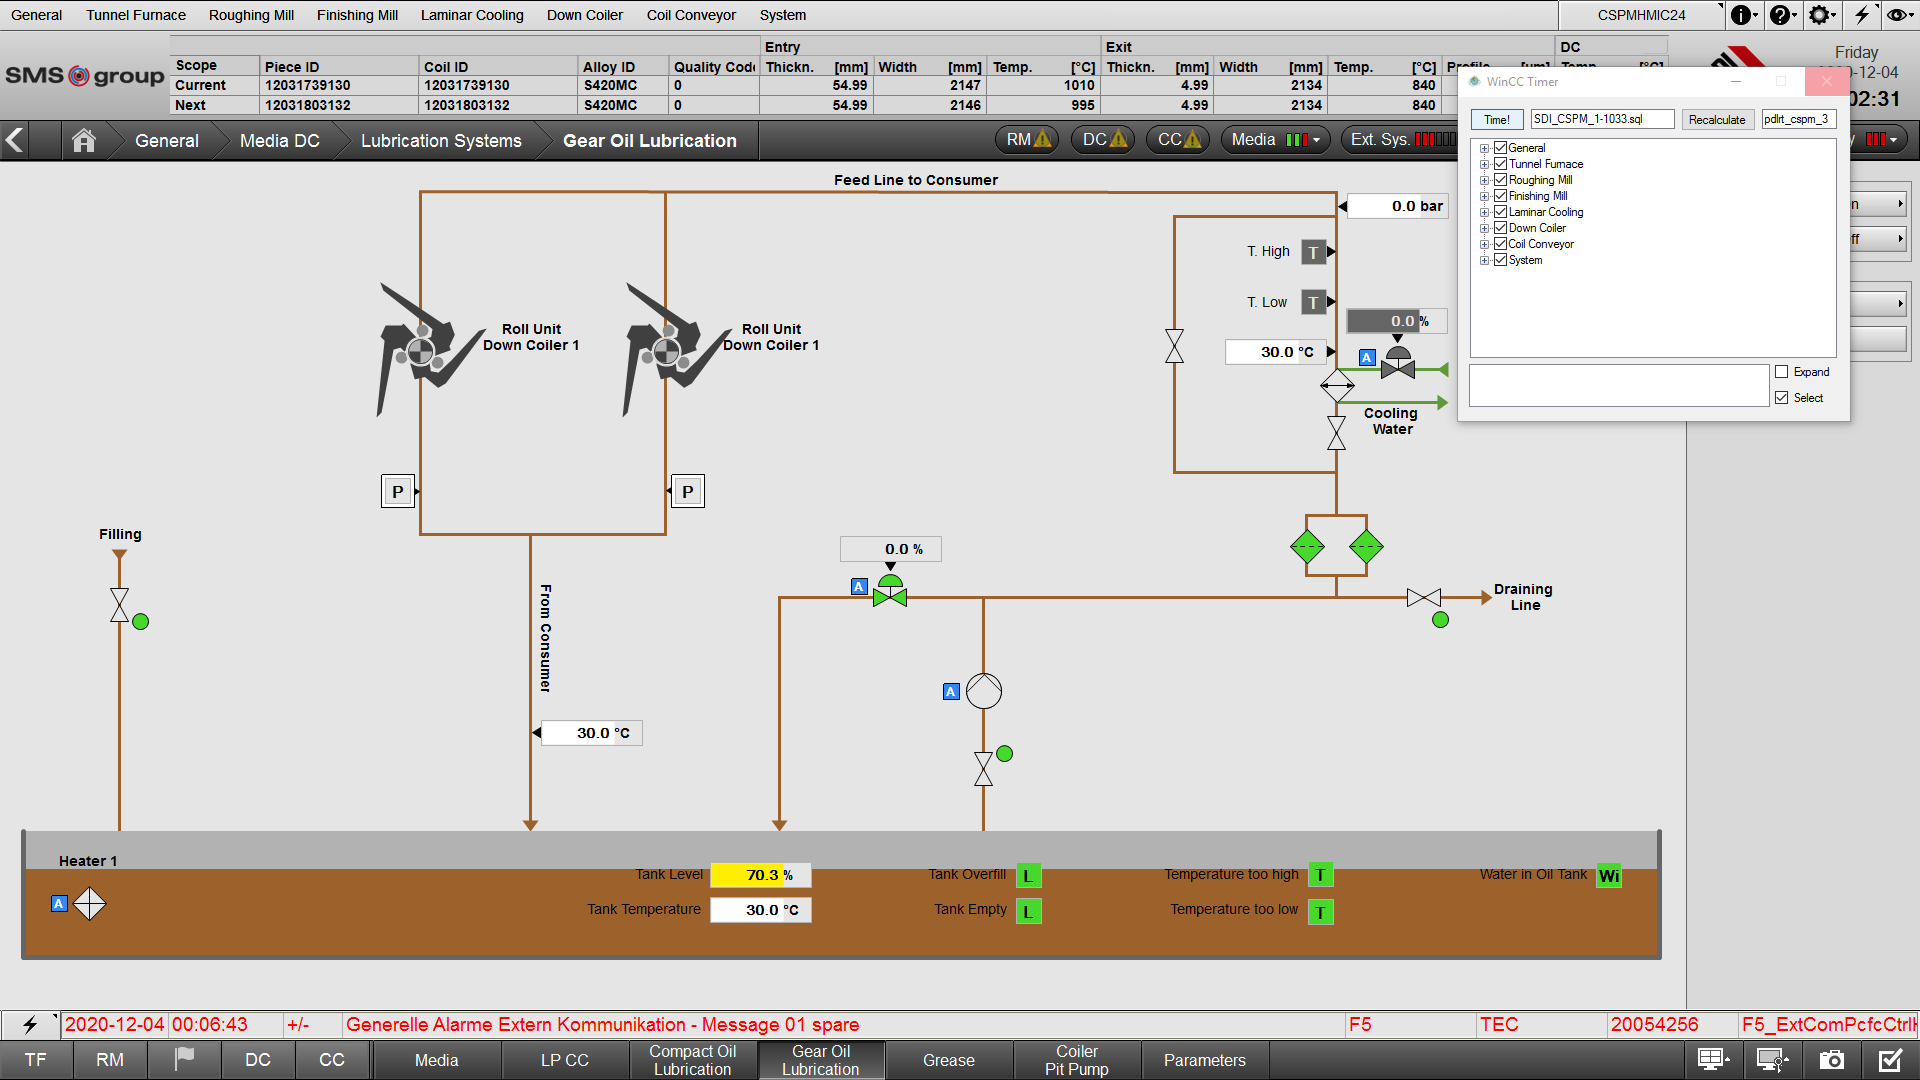 General Tunnel Furnace Roughing Mill Finishing Mill Laminar Cooling Down Coiler Coil Conveyor System CSPMHMIC24
SMS group
Entry Exit DC
Scope Piece ID Coil ID Alloy ID Quality Code Thickn. [mm] Width [mm] Temp. [°C] Thickn. [mm] Width [mm] Temp. [°C]
Current 12031739130 12031739130 S420MC 0 54.99 2147 1010 4.99 2134 840
Next 12031803132 12031803132 S420MC 0 54.99 2146 995 4.99 2134 840
Friday
-12-04
02:31
General Media DC Lubrication Systems Gear Oil Lubrication RM DC CC Media Ext. Sys.
WinCC Timer
Time! SDI_CSPM_1-1033.sql Recalculate pdlrt_cspm_3
General
Tunnel Furnace
Roughing Mill
Finishing Mill
Laminar Cooling
Down Coiler
Coil Conveyor
System
Expand
Select
Feed Line to Consumer
0.0 bar
T. High T
T. Low T
0.0 %
30.0 °C
A
Cooling
Water
Roll Unit
Down Coiler 1
Roll Unit
Down Coiler 1
P
P
Filling
From Consumer
30.0 °C
0.0 %
A
A
Draining
Line
Heater 1
A
Tank Level 70.3 %
Tank Temperature 30.0 °C
Tank Overfill L
Tank Empty L
Temperature too high T
Temperature too low T
Water in Oil Tank Wi
2020-12-04 00:06:43 +/- Generelle Alarme Extern Kommunikation - Message 01 spare F5 TEC 20054256 F5_ExtComPcfcCtrl
TF RM DC CC Media LP CC Compact Oil Lubrication Gear Oil Lubrication Grease Coiler Pit Pump Parameters